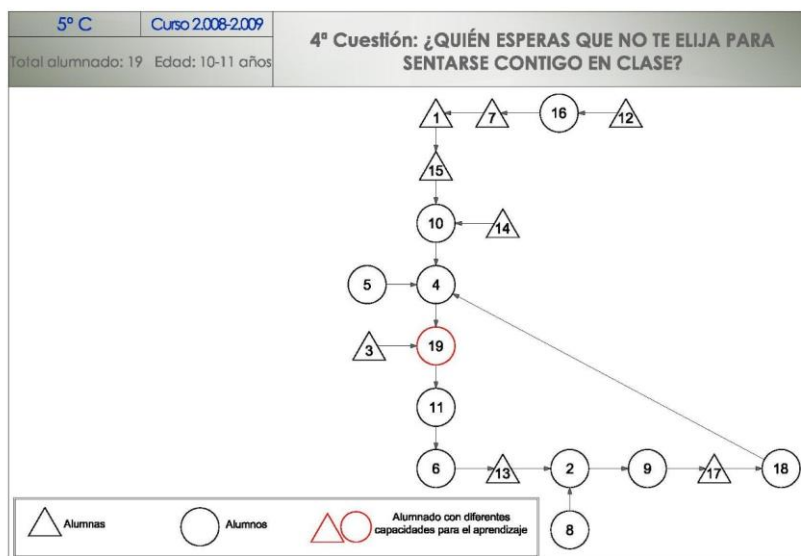 5º C
Curso 2.008-2.009
Total alumnado: 19 Edad: 10-11 años
4ª Cuestión: ¿QUIÉN ESPERAS QUE NO TE ELIJA PARA
SENTARSE CONTIGO EN CLASE?
1
7
16
12
15
10
14
5
4
3
19
11
6
13
2
9
17
18
8
Alumnas
Alumnos
Alumnado con diferentes
capacidades para el aprendizaje